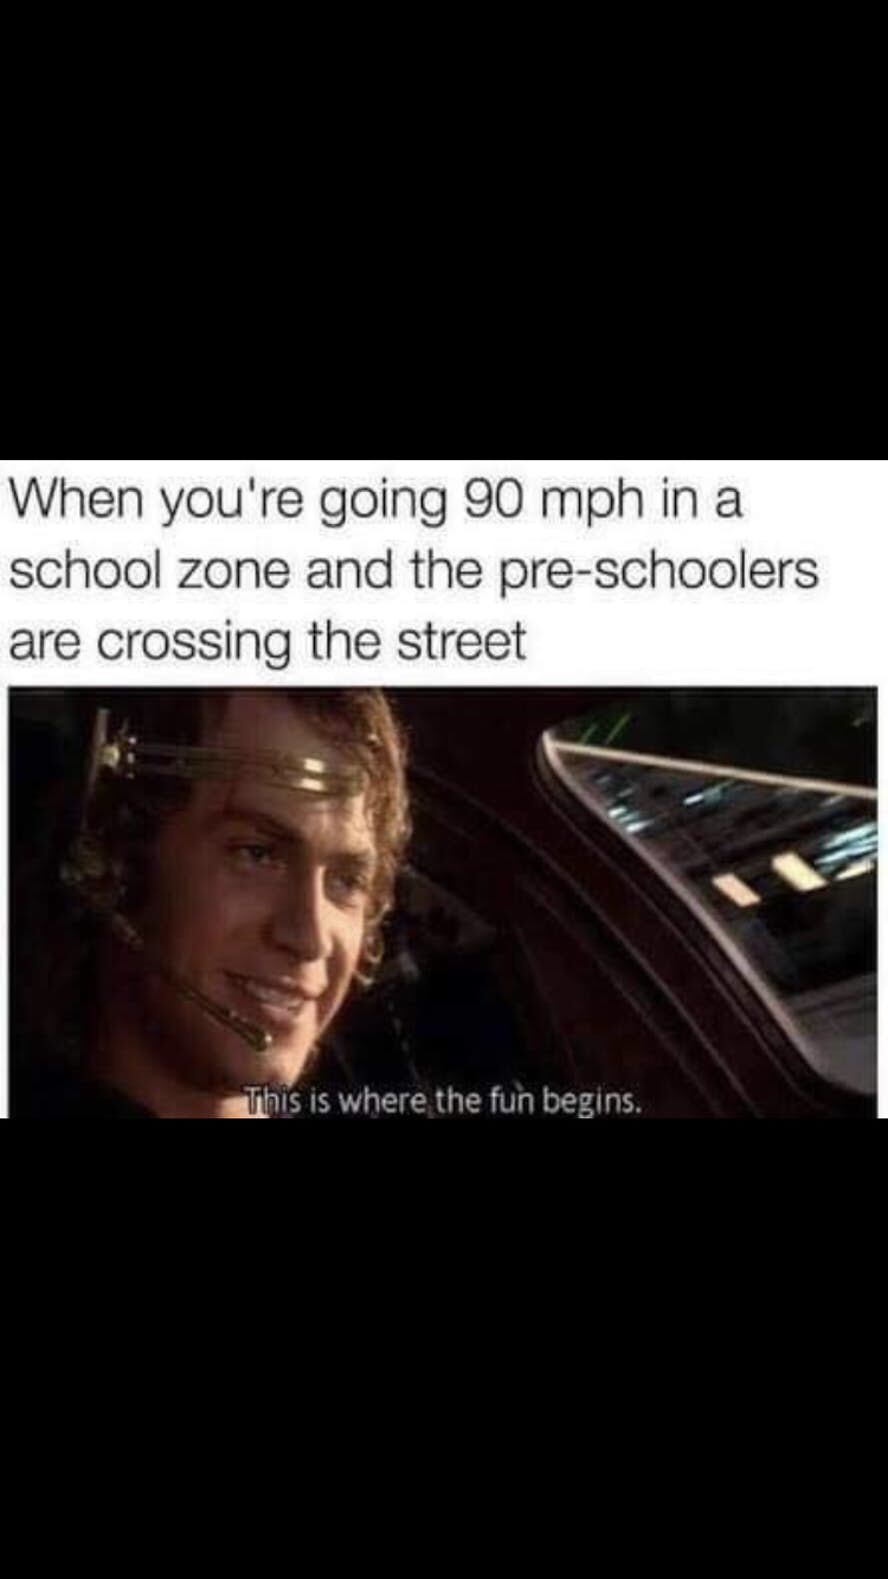 When you're going 90 mph in a
school zone and the pre-schoolers
are crossing the street
This is where the fun begins.